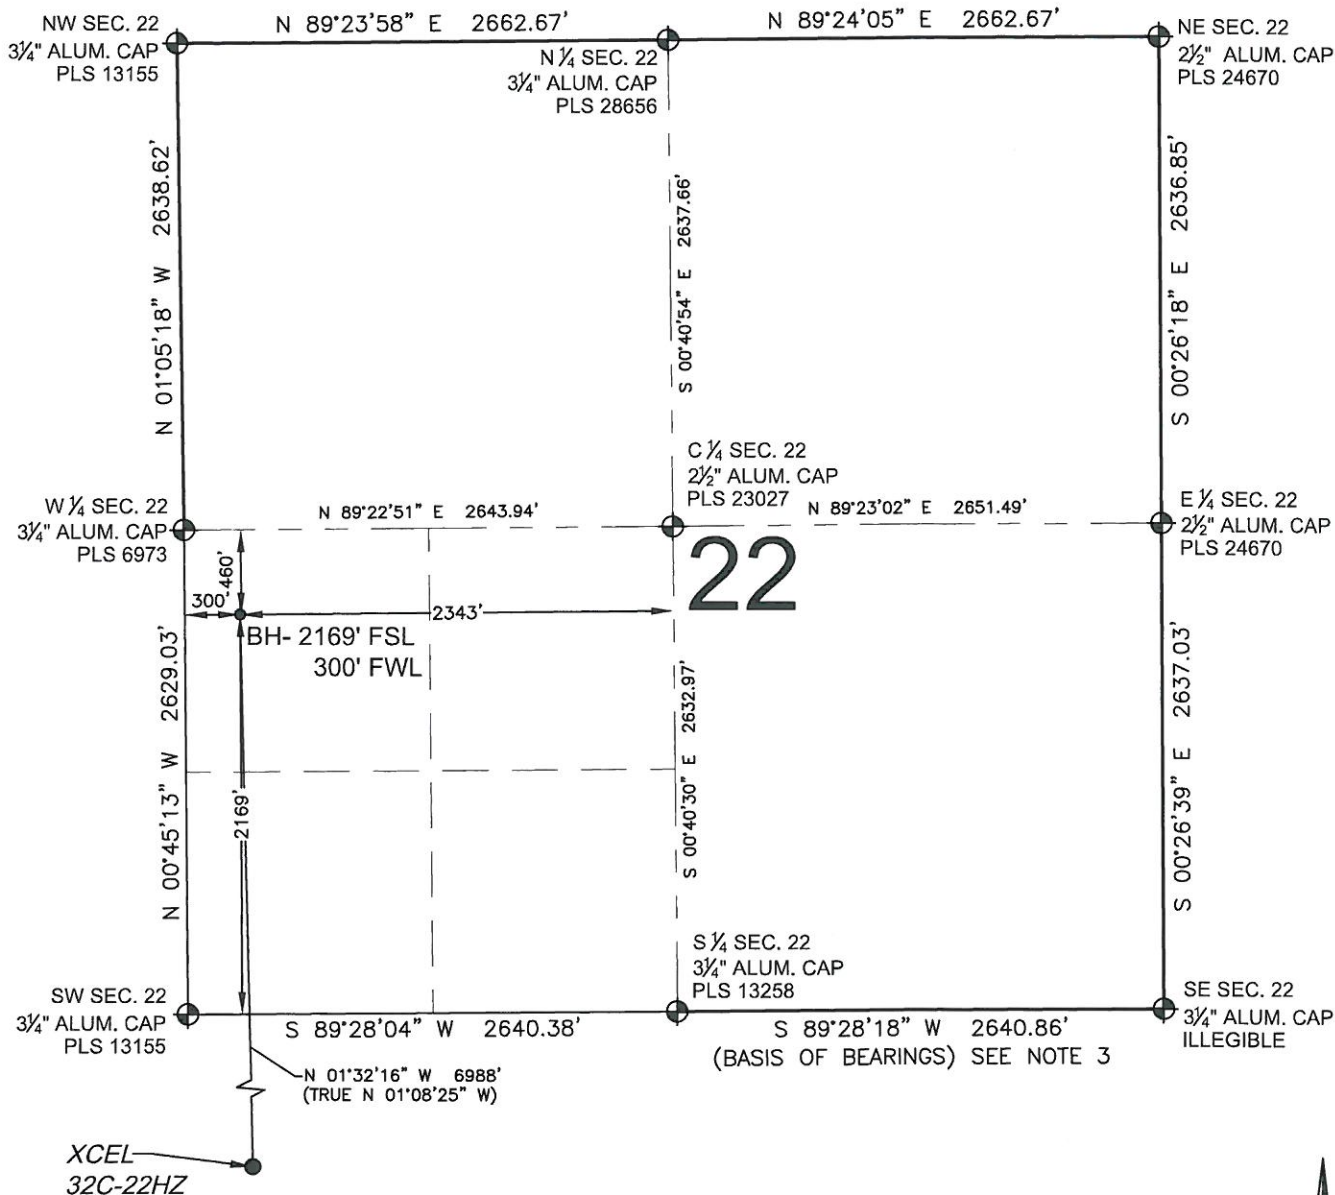 NW SEC. 22
3¼" ALUM. CAP
PLS 13155
N 89°23'58" E 2662.67'
N ¼ SEC. 22
3¼" ALUM. CAP
PLS 28656
N 89°24'05" E 2662.67'
NE SEC. 22
2½" ALUM. CAP
PLS 24670
N 01°05'18" W 2638.62'
S 00°40'54" E 2637.66'
S 00°26'18" E 2636.85'
W ¼ SEC. 22
3¼" ALUM. CAP
PLS 6973
N 89°22'51" E 2643.94'
C ¼ SEC. 22
2½" ALUM. CAP
PLS 23027
N 89°23'02" E 2651.49'
E ¼ SEC. 22
2½" ALUM. CAP
PLS 24670
22
460'
300'
2343'
BH- 2169' FSL
300' FWL
N 00°45'13" W 2629.03'
2169'
S 00°40'30" E 2632.97'
S 00°26'39" E 2637.03'
SW SEC. 22
3¼" ALUM. CAP
PLS 13155
S 89°28'04" W 2640.38'
S ¼ SEC. 22
3¼" ALUM. CAP
PLS 13258
S 89°28'18" W 2640.86'
(BASIS OF BEARINGS) SEE NOTE 3
SE SEC. 22
3¼" ALUM. CAP
ILLEGIBLE
N 01°32'16" W 6988'
(TRUE N 01°08'25" W)
XCEL
32C-22HZ